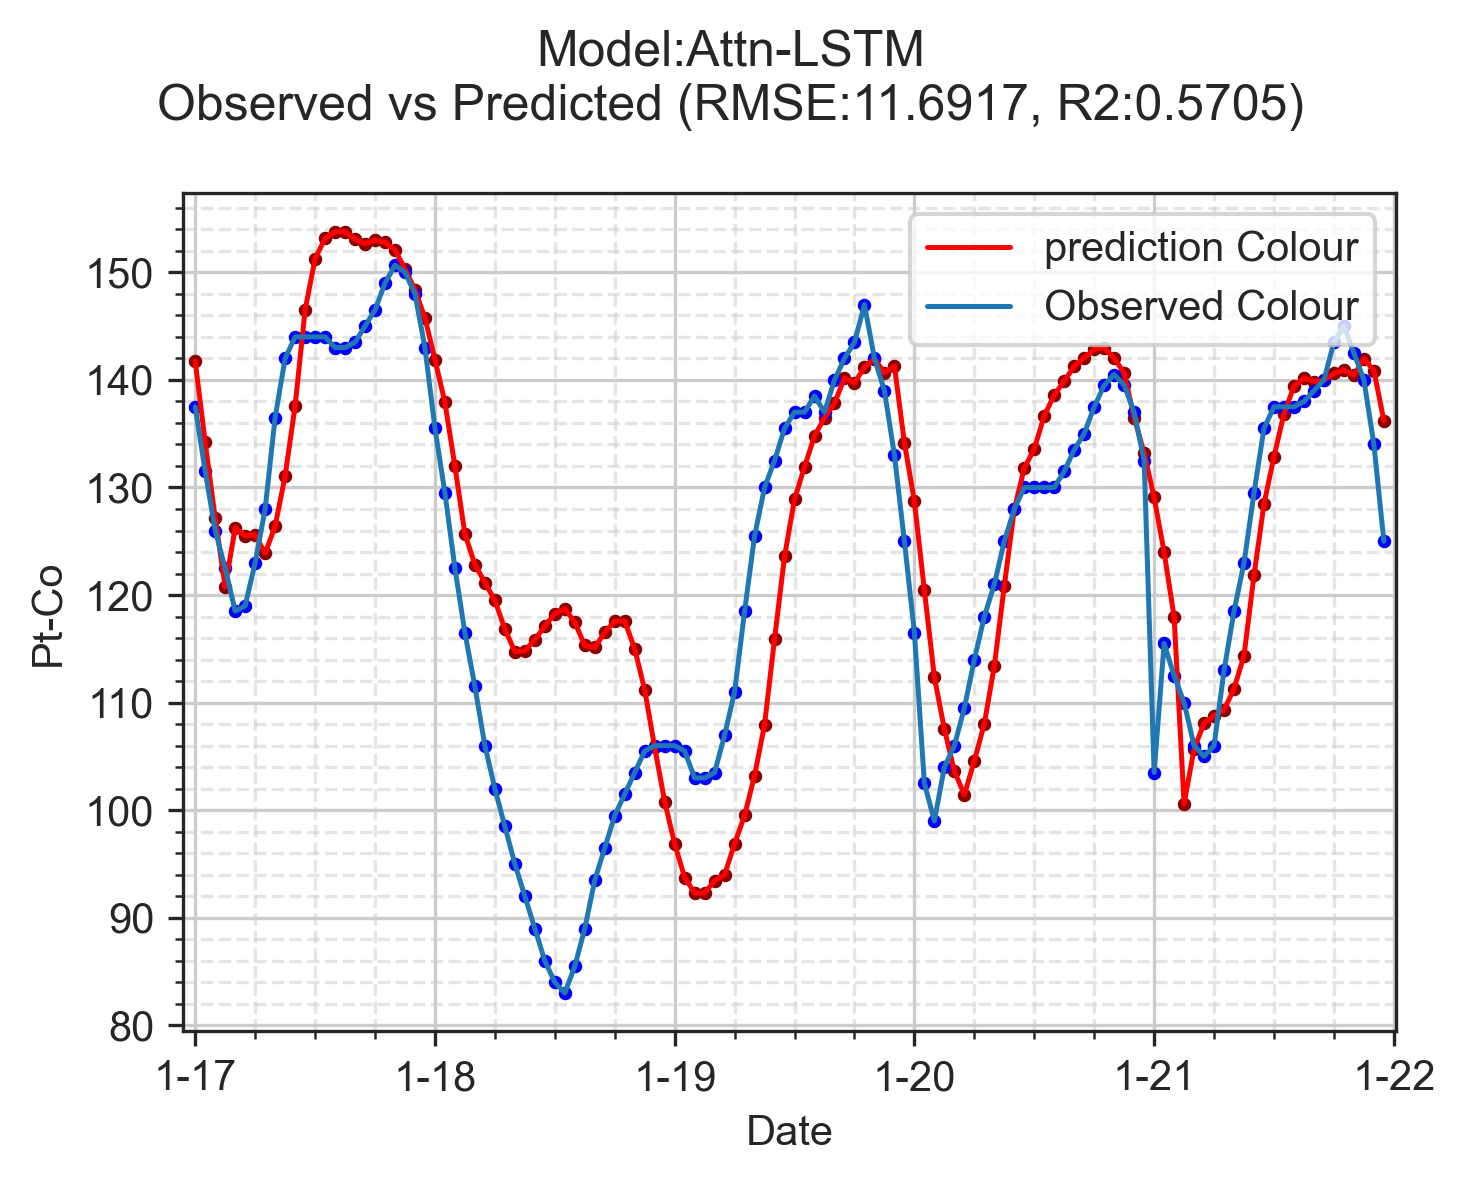 Model:Attn-LSTM
Observed vs Predicted (RMSE:11.6917, R2:0.5705)
prediction Colour
Observed Colour
150
140
130
120
110
100
90
80
Pt-Co
1-17 1-18 1-19 1-20 1-21 1-22
Date